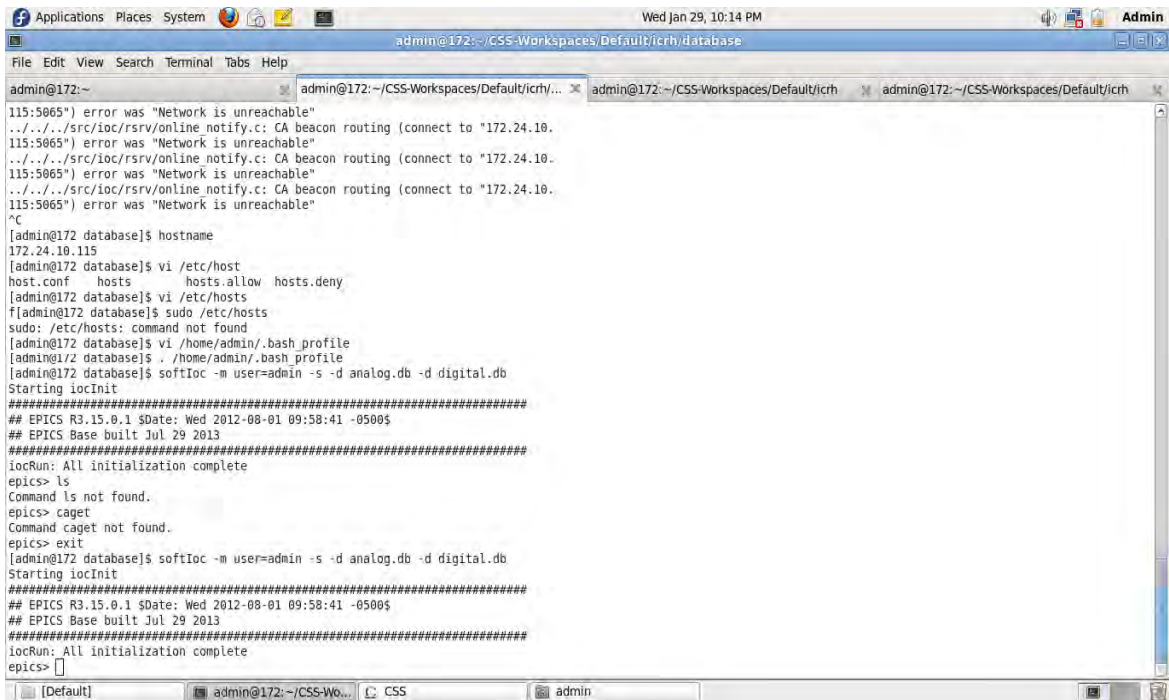 Applications Places System Wed Jan 29, 10:14 PM Admin
admin@172:~/CSS-Workspaces/Default/icrh/database
File Edit View Search Terminal Tabs Help
admin@172:~ admin@172:~/CSS-Workspaces/Default/icrh/... admin@172:~/CSS-Workspaces/Default/icrh admin@172:~/CSS-Workspaces/Default/icrh
115:5065") error was "Network is unreachable"
../../../src/ioc/rsrv/online_notify.c: CA beacon routing (connect to "172.24.10.
115:5065") error was "Network is unreachable"
../../../src/ioc/rsrv/online_notify.c: CA beacon routing (connect to "172.24.10.
115:5065") error was "Network is unreachable"
../../../src/ioc/rsrv/online_notify.c: CA beacon routing (connect to "172.24.10.
115:5065") error was "Network is unreachable"
^C
[admin@172 database]$ hostname
172.24.10.115
[admin@172 database]$ vi /etc/host
host.conf hosts hosts.allow hosts.deny
[admin@172 database]$ vi /etc/hosts
f[admin@172 database]$ sudo /etc/hosts
sudo: /etc/hosts: command not found
[admin@172 database]$ vi /home/admin/.bash_profile
[admin@172 database]$ . /home/admin/.bash_profile
[admin@172 database]$ softIoc -m user=admin -s -d analog.db -d digital.db
Starting iocInit
############################################################################
## EPICS R3.15.0.1 $Date: Wed 2012-08-01 09:58:41 -0500$
## EPICS Base built Jul 29 2013
############################################################################
iocRun: All initialization complete
epics> ls
Command ls not found.
epics> caget
Command caget not found.
epics> exit
[admin@172 database]$ softIoc -m user=admin -s -d analog.db -d digital.db
Starting iocInit
############################################################################
## EPICS R3.15.0.1 $Date: Wed 2012-08-01 09:58:41 -0500$
## EPICS Base built Jul 29 2013
############################################################################
iocRun: All initialization complete
epics>
[Default] admin@172:~/CSS-Wo... CSS admin